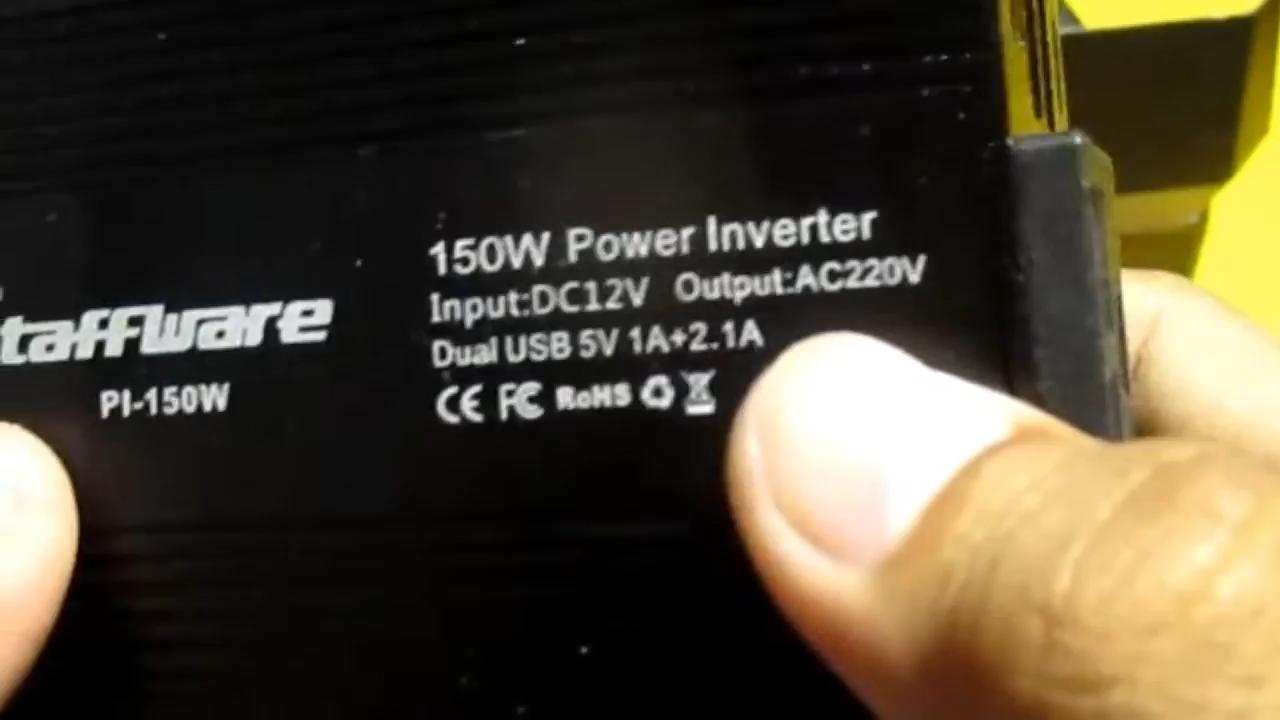 taffware
PI-150W
150W Power Inverter
Input:DC12V Output:AC220V
Dual USB 5V 1A+2.1A
CE FC RoHS